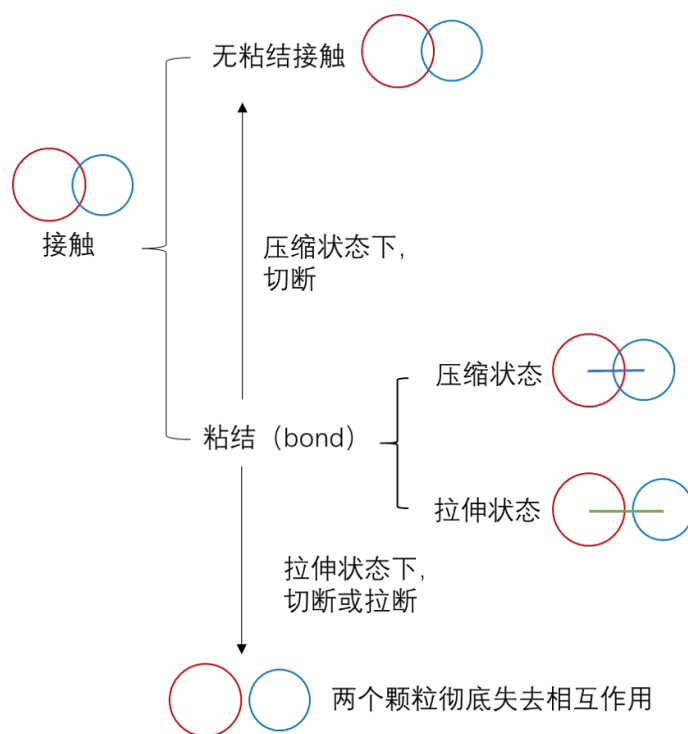 无粘结接触
接触
压缩状态下，
切断
压缩状态
粘结（bond）
拉伸状态
拉伸状态下，
切断或拉断
两个颗粒彻底失去相互作用